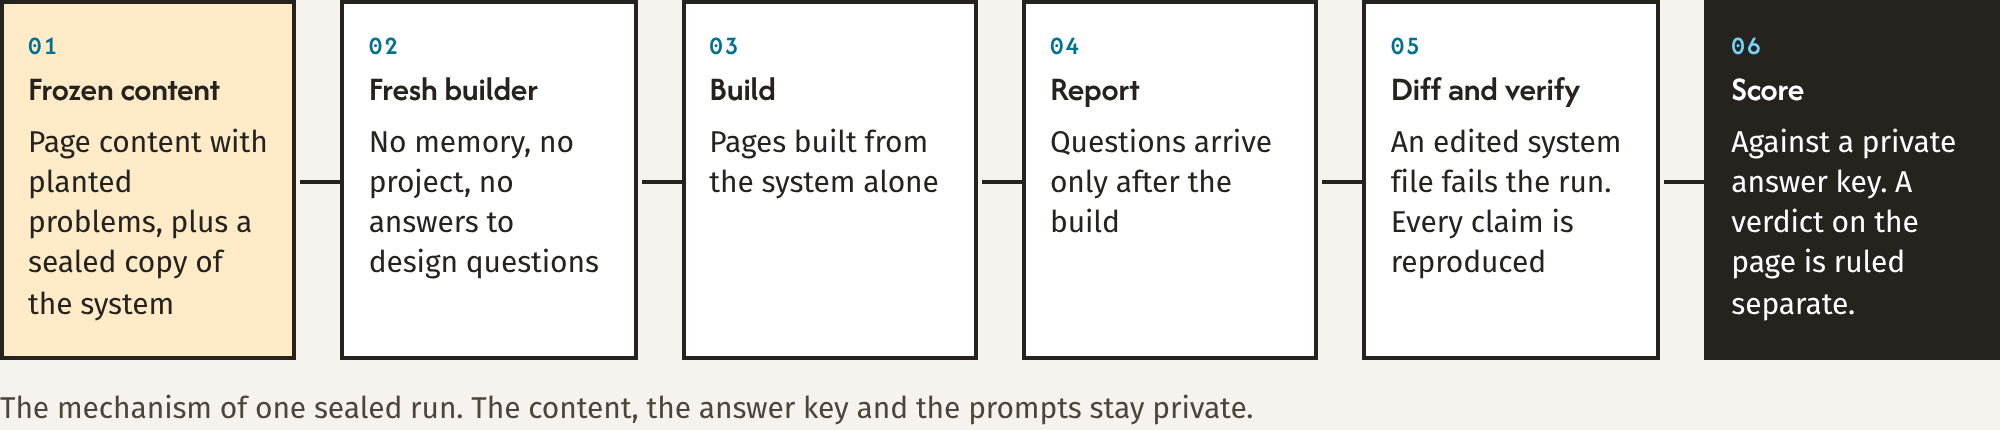 01
Frozen content
Page content with
planted
problems, plus a
sealed copy of
the system
02
Fresh builder
No memory, no
project, no
answers to
design questions
03
Build
Pages built from
the system alone
04
Report
Questions arrive
only after the
build
05
Diff and verify
An edited system
file fails the run.
Every claim is
reproduced
06
Score
Against a private
answer key. A
verdict on the
page is ruled
separate.
The mechanism of one sealed run. The content, the answer key and the prompts stay private.